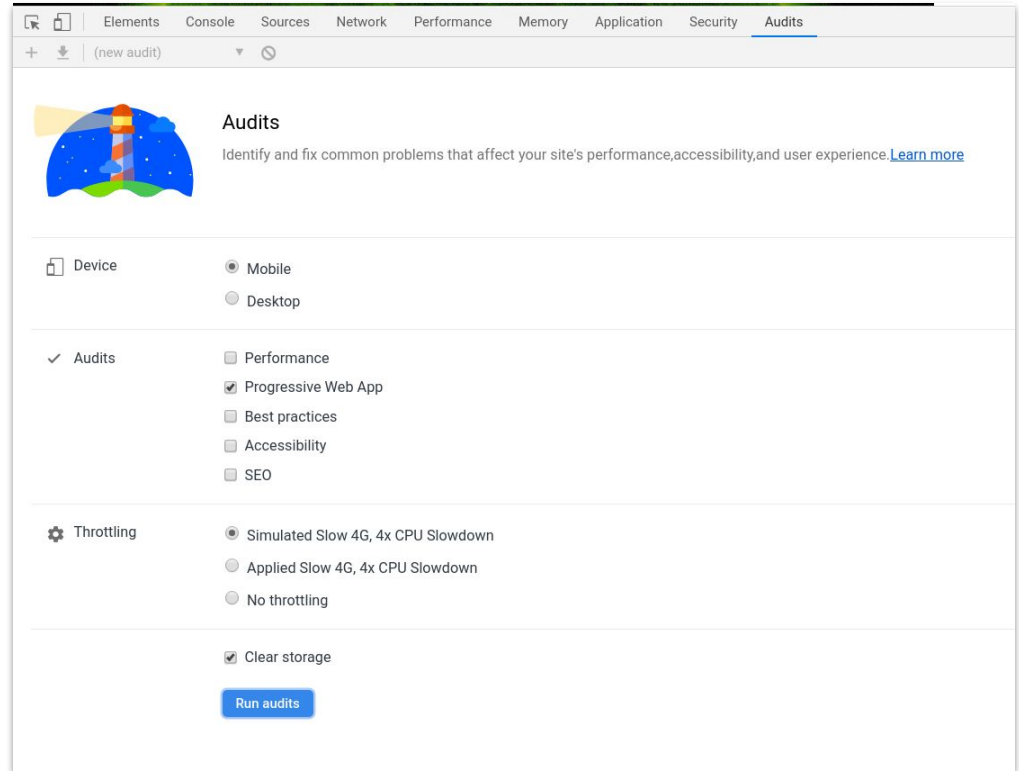 Elements Console Sources Network Performance Memory Application Security Audits
(new audit)
Audits
Identify and fix common problems that affect your site's performance,accessibility,and user experience.Learn more
Device
Mobile
Desktop
Audits
Performance
Progressive Web App
Best practices
Accessibility
SEO
Throttling
Simulated Slow 4G, 4x CPU Slowdown
Applied Slow 4G, 4x CPU Slowdown
No throttling
Clear storage
Run audits